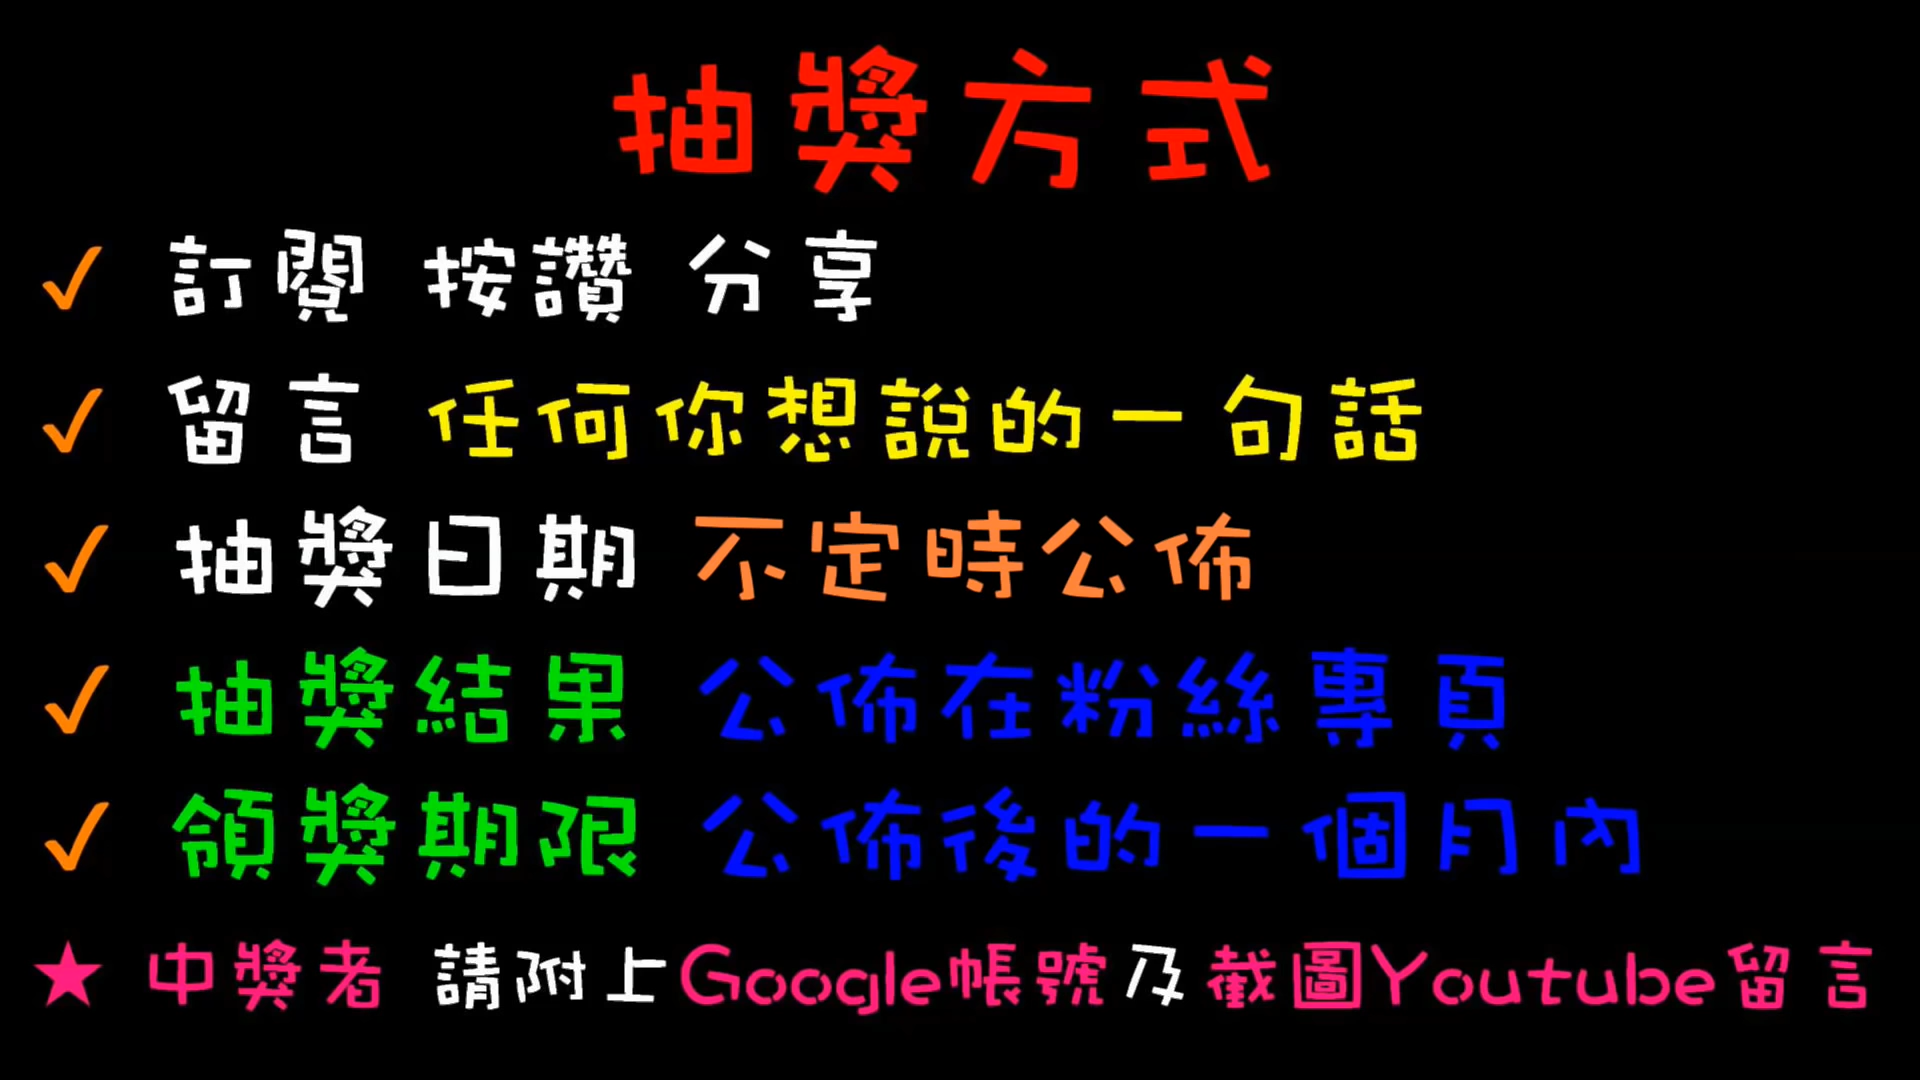 抽獎方式
✓ 訂閱 按讚 分享
✓ 留言 任何你想說的一句話
✓ 抽獎日期 不定時公佈
✓ 抽獎結果 公佈在粉絲專頁
✓ 領獎期限 公佈後的一個月內
★ 中獎者 請附上Google帳號及截圖Youtube留言